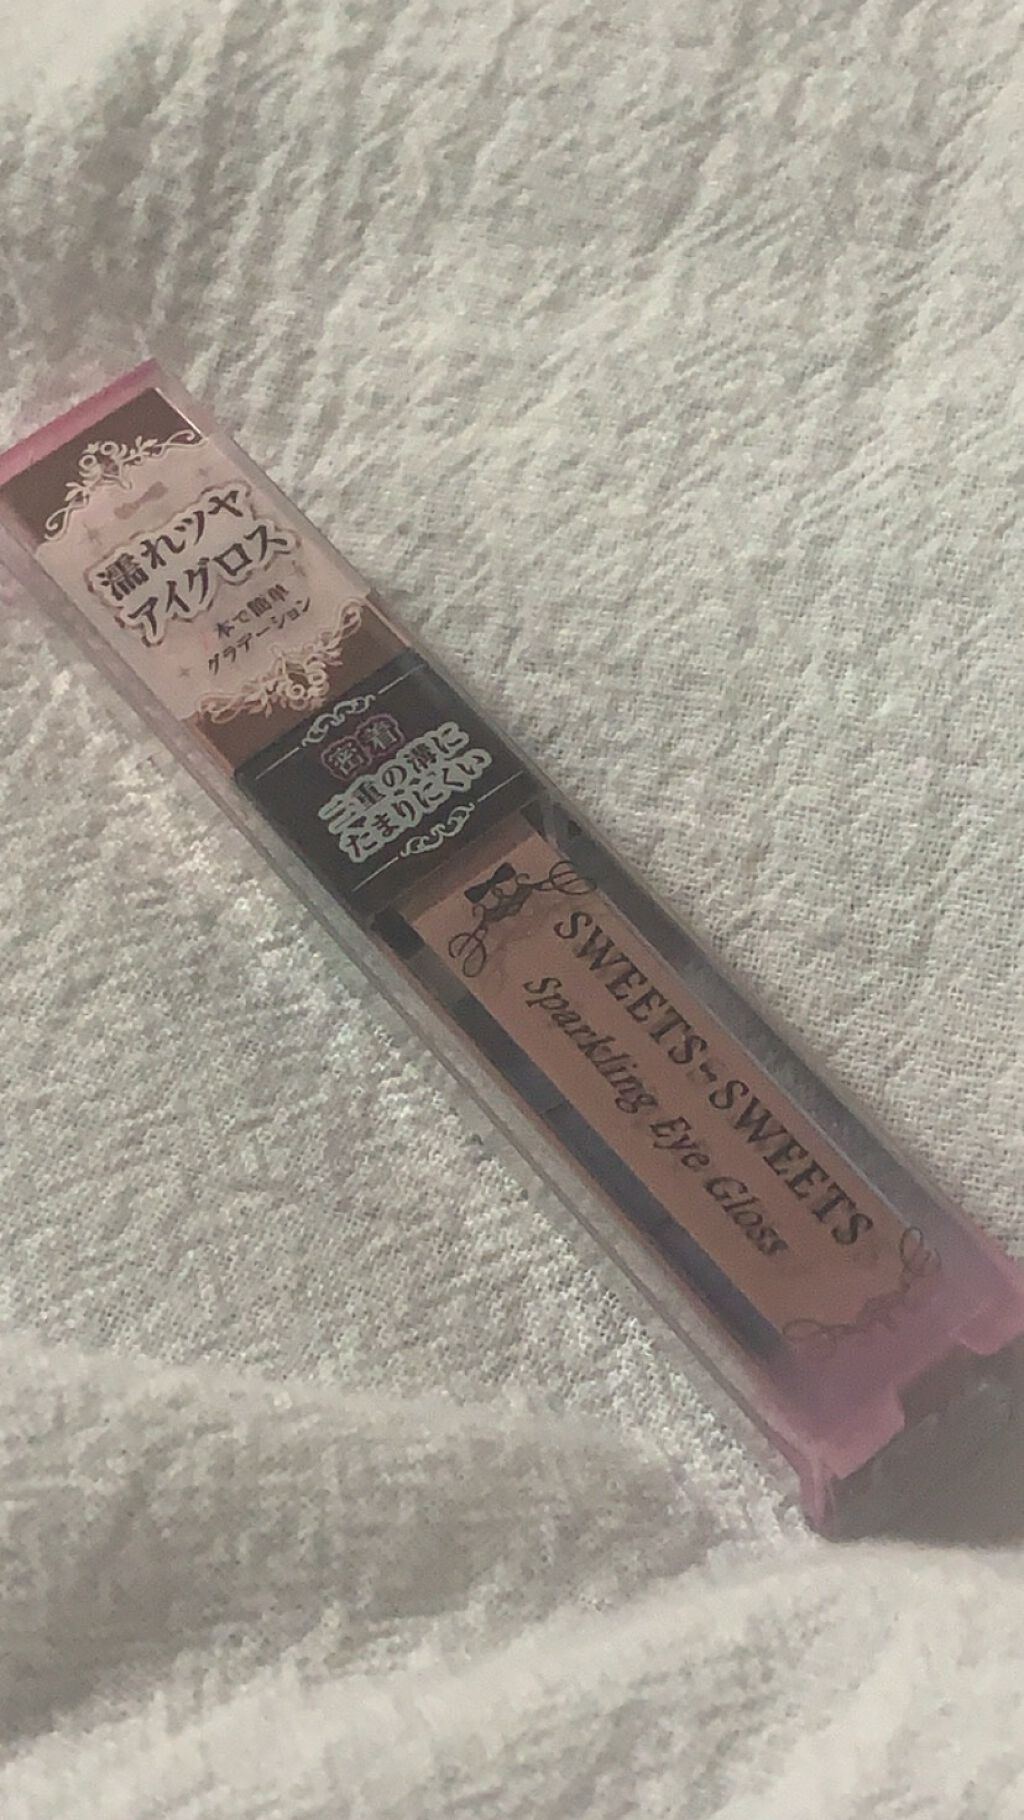 濡れツヤ
アイグロス
一本で簡単
グラデーション
密着
二重の溝に
たまりにくい
SWEETS SWEETS
Sparkling Eye Gloss